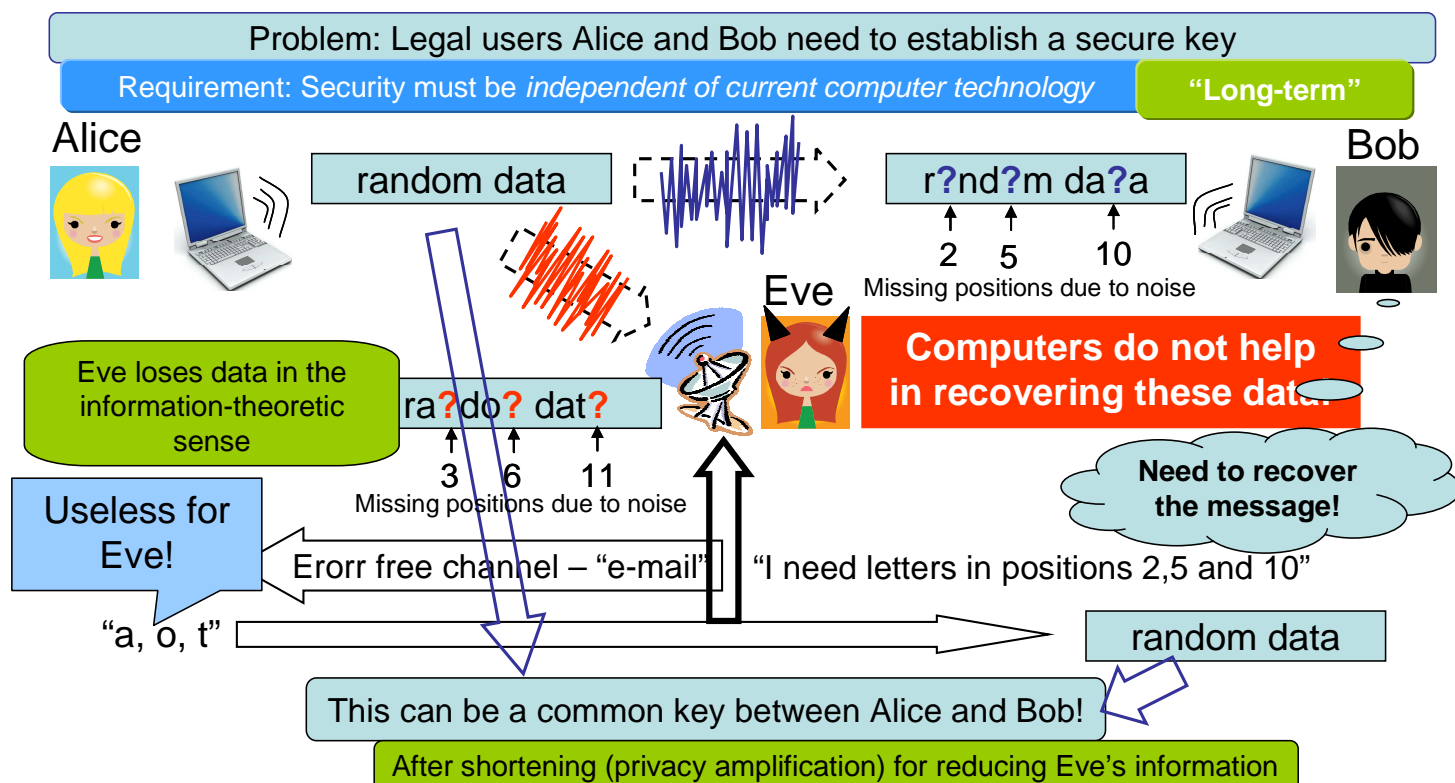 Problem: Legal users Alice and Bob need to establish a secure key
Requirement: Security must be independent of current computer technology
“Long-term”
Alice
Bob
random data
r?nd?m da?a
2 5 10
Missing positions due to noise
Eve
Computers do not help
in recovering these data.
Eve loses data in the
information-theoretic
sense
ra?do? dat?
3 6 11
Missing positions due to noise
Need to recover
the message!
Useless for
Eve!
Erorr free channel – “e-mail”
“I need letters in positions 2,5 and 10”
“a, o, t”
random data
This can be a common key between Alice and Bob!
After shortening (privacy amplification) for reducing Eve’s information